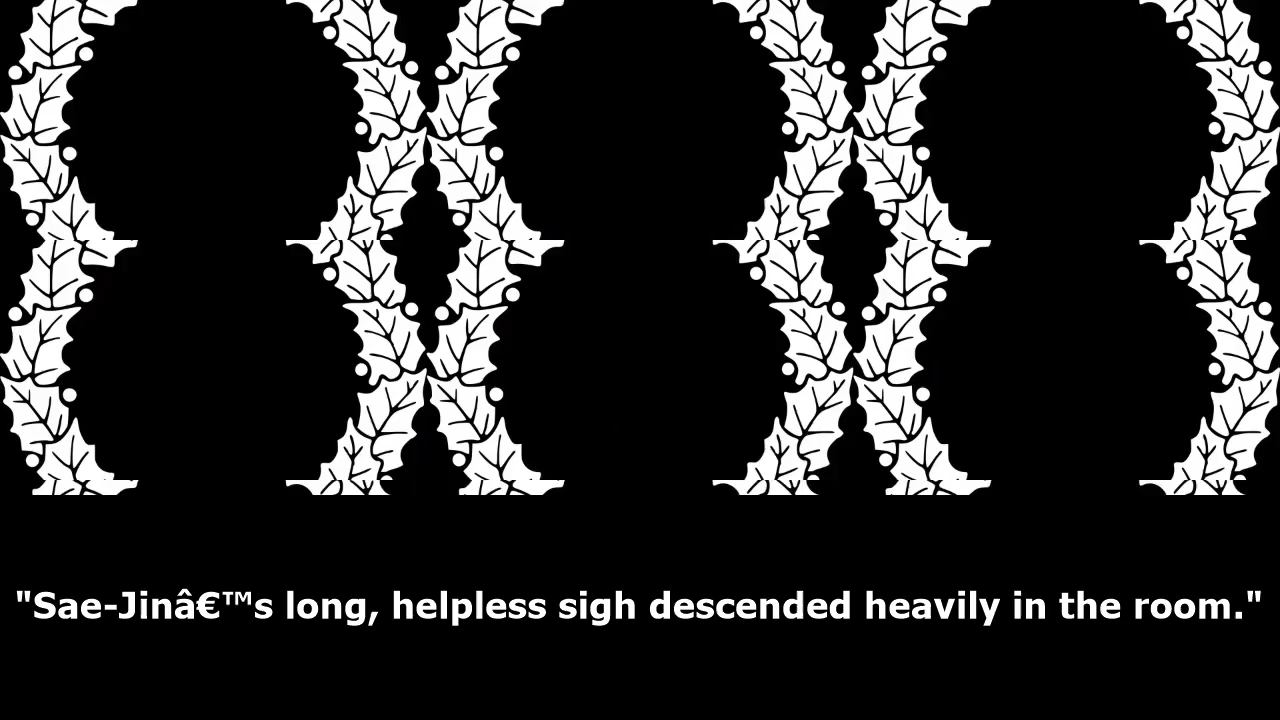 "Sae-Jinâ€™s long, helpless sigh descended heavily in the room."